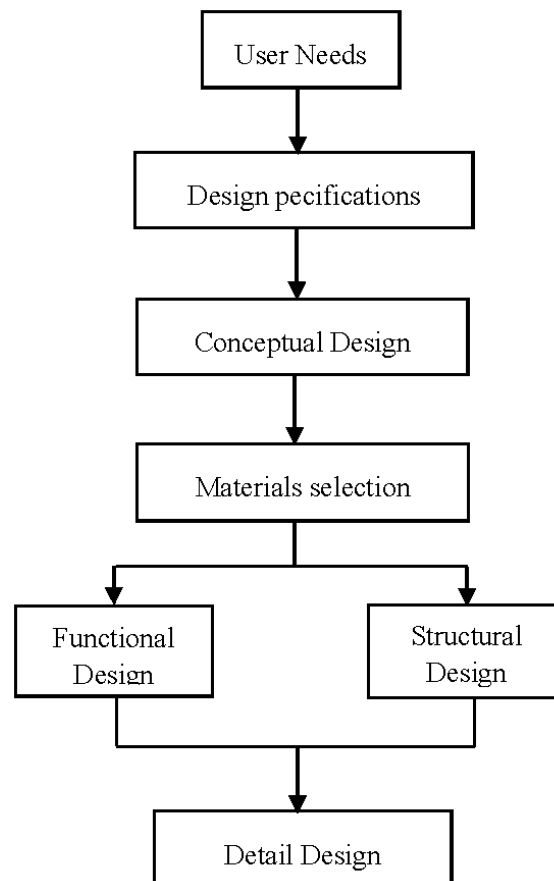 User Needs
Design pecifications
Conceptual Design
Materials selection
Functional
Design
Structural
Design
Detail Design